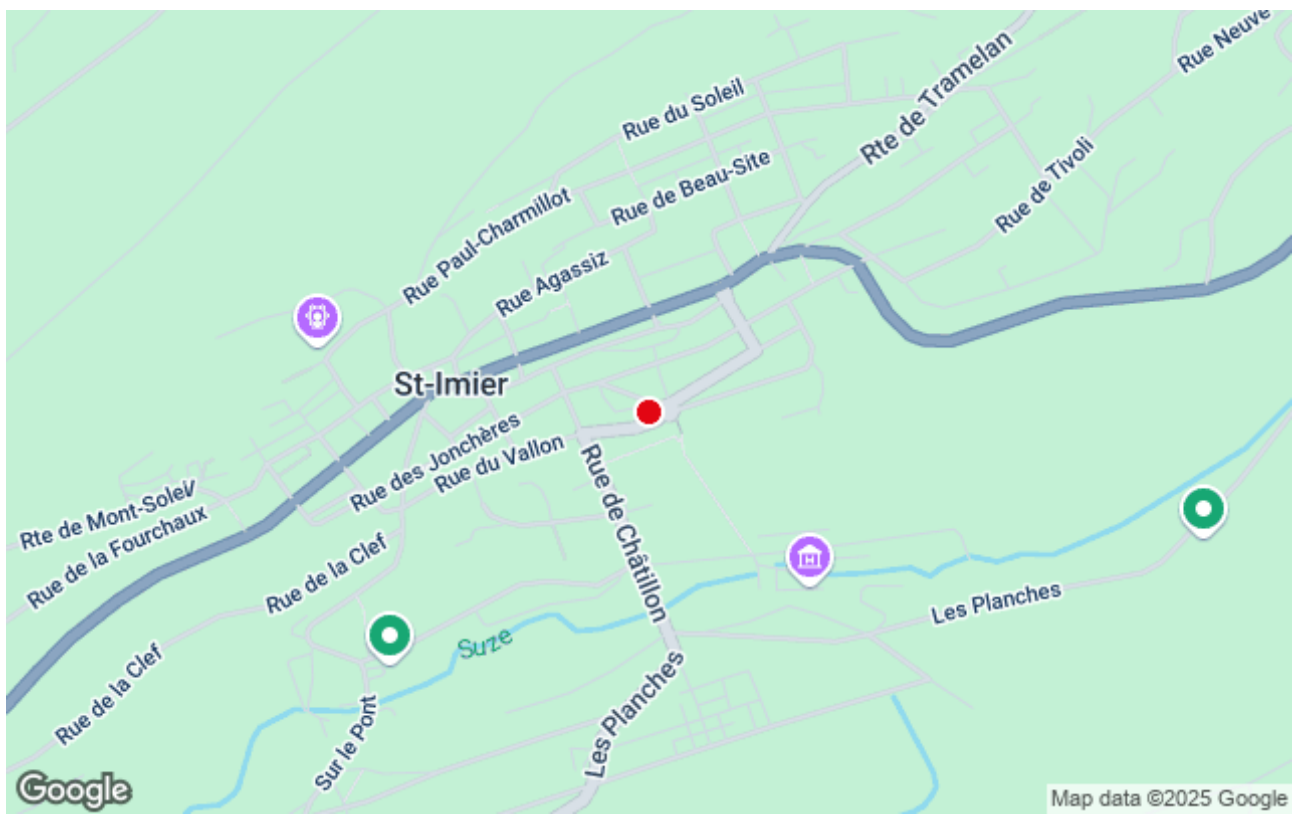 Rue Neuve
Rte de Tramelan
Rue du Soleil
Rue de Tivoli
Rue de Beau-Site
Rue Paul-Charmillot
Rue Agassiz
St-Imier
Rue des Jonchères
Rue du Vallon
Rte de Mont-Soleil
Rue de la Fourchaux
Rue de Châtillon
Rue de la Clef
Les Planches
Suze
Rue de la Clef
Les Planches
Sur le Pont
Google
Map data ©2025 Google